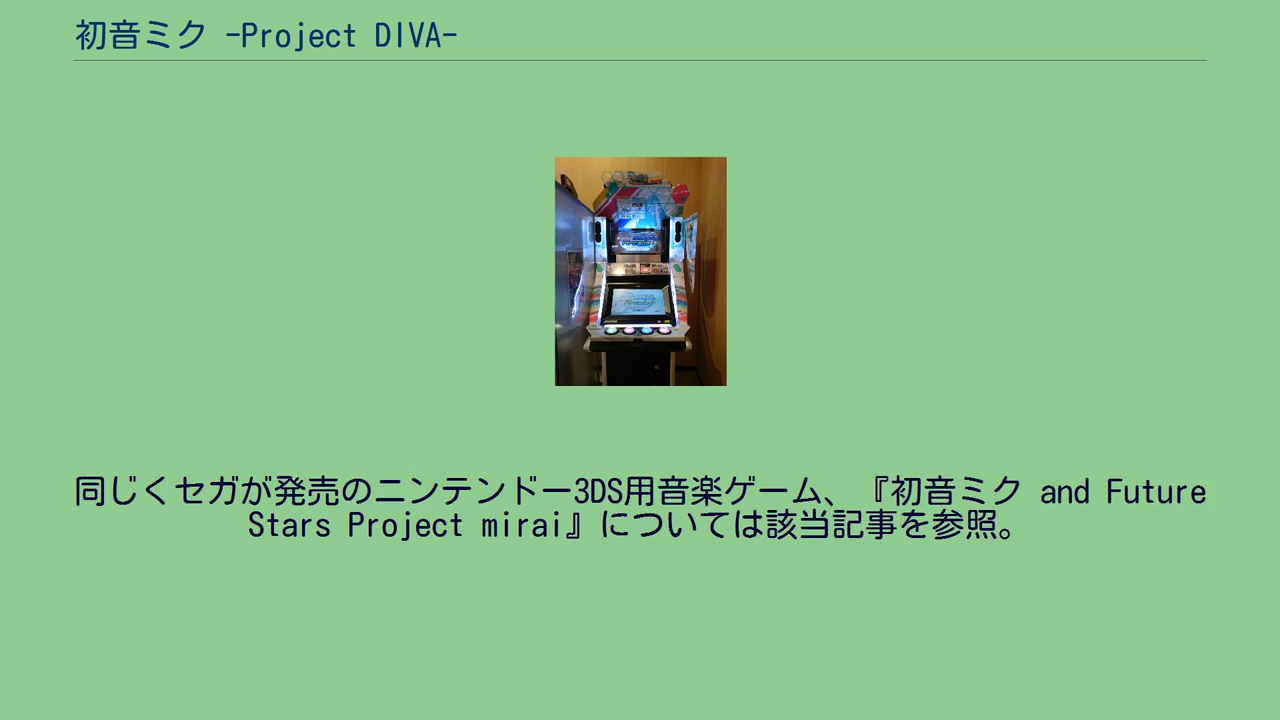 初音ミク -Project DIVA-
同じくセガが発売のニンテンドー3DS用音楽ゲーム、『初音ミク and Future
Stars Project mirai』については該当記事を参照。